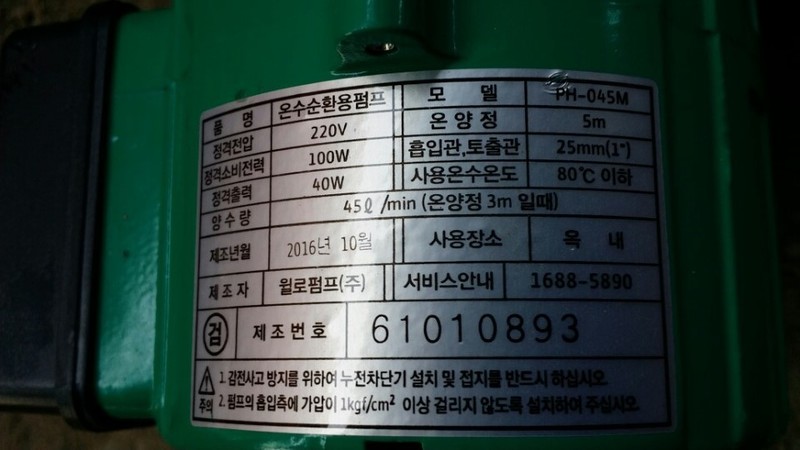 품 명 온수순환용펌프 모 델 PH-045M
정격전압 220V 온 양 정 5m
정격소비전력 100W 흡입관,토출관 25mm(1")
정격출력 40W 사용온수온도 80℃ 이하
양 수 량 45ℓ /min (온양정 3m 일때)
제조년월 2016년 10월 사용장소 옥 내
제 조 자 윌로펌프(주) 서비스안내 1688-5890
검 제 조 번 호 61010893
주의 1. 감전사고 방지를 위하여 누전차단기 설치 및 접지를 반드시 하십시오.
2. 펌프의 흡입측에 가압이 1kgf/cm² 이상 걸리지 않도록 설치하여 주십시오.